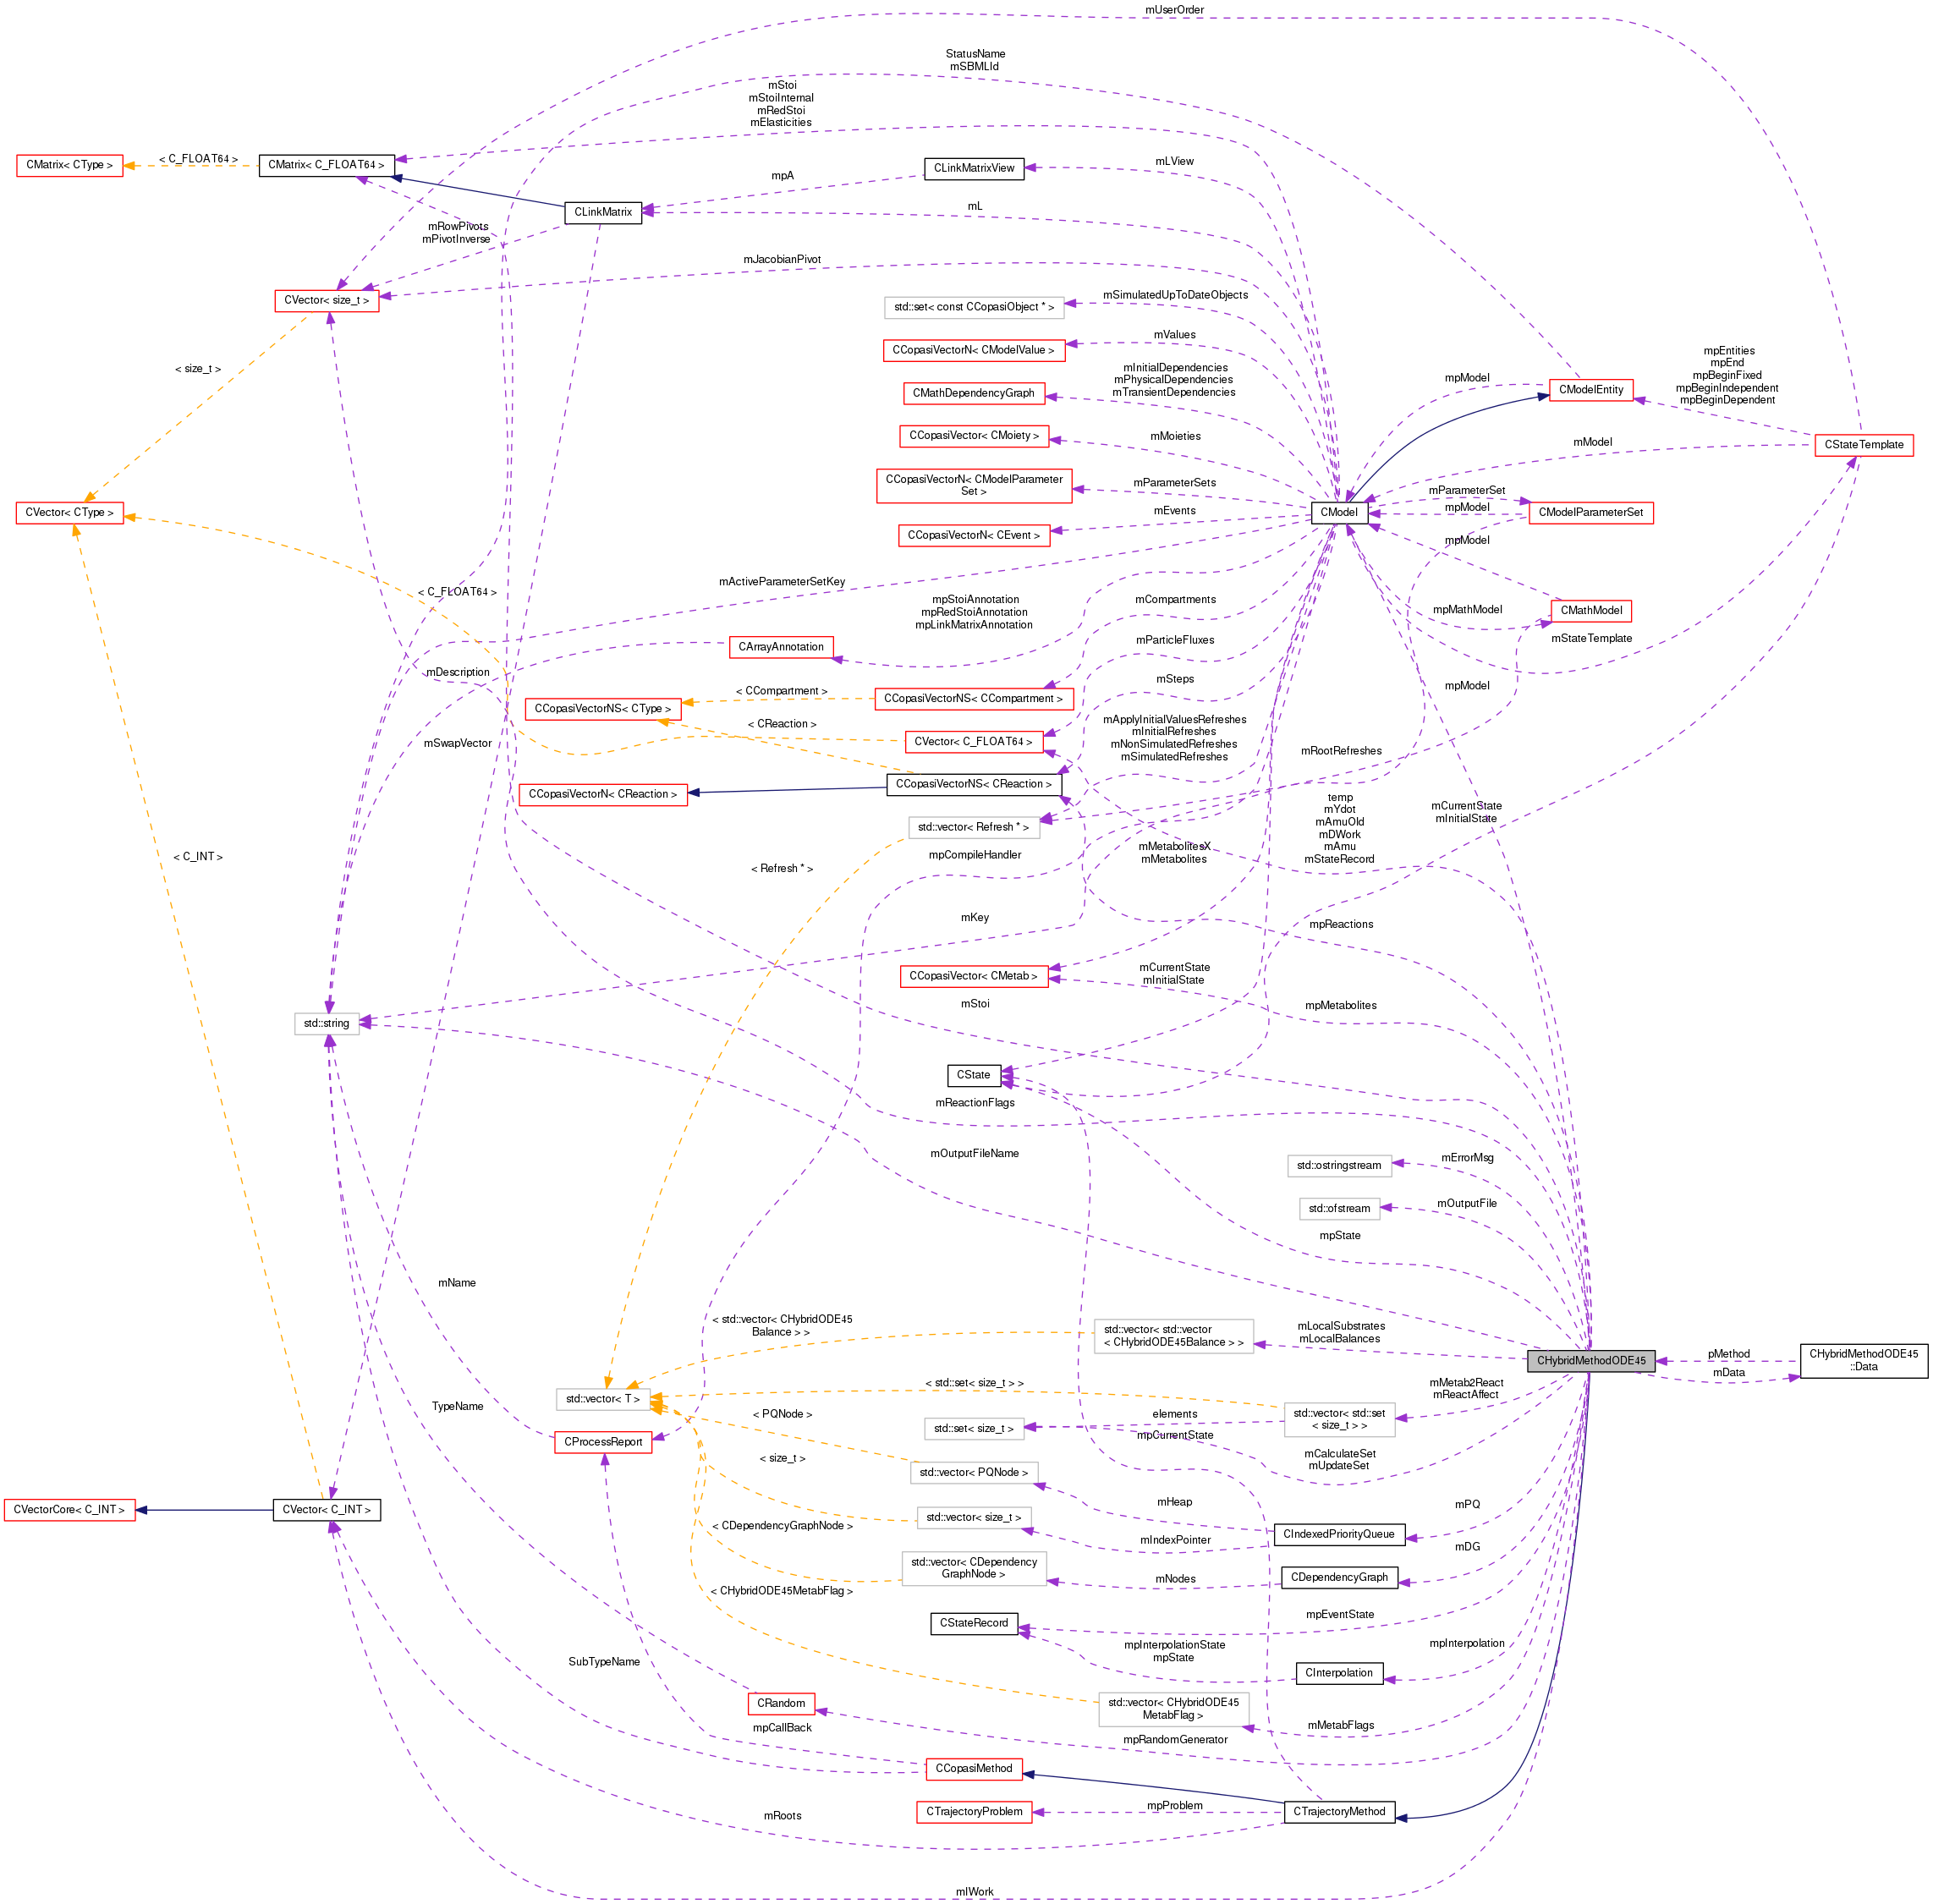 mUserOrder
StatusName
mSBMLId
mStoi
mStoiInternal
mRedStoi
mElasticities
CMatrix< CType >
< C_FLOAT64 >
CMatrix< C_FLOAT64 >
CLinkMatrixView
mLView
mpA
CLinkMatrix
mL
mRowPivots
mPivotInverse
mJacobianPivot
CVector< size_t >
std::set< const CCopasiObject * >
mSimulatedUpToDateObjects
CCopasiVectorN< CModelValue >
mValues
< size_t >
CMathDependencyGraph
mInitialDependencies
mPhysicalDependencies
mTransientDependencies
mpModel
CModelEntity
mpEntities
mpEnd
mpBeginFixed
mpBeginIndependent
mpBeginDependent
CCopasiVector< CMoiety >
mMoieties
mModel
CStateTemplate
CCopasiVectorN< CModelParameter
Set >
mParameterSets
CVector< CType >
CCopasiVectorN< CEvent >
mEvents
CModel
mParameterSet
mpModel
CModelParameterSet
mpModel
mActiveParameterSetKey
< C_FLOAT64 >
mpStoiAnnotation
mpRedStoiAnnotation
mpLinkMatrixAnnotation
mCompartments
mpMathModel
CMathModel
CArrayAnnotation
mParticleFluxes
mStateTemplate
mDescription
mSteps
mpModel
< CCompartment >
CCopasiVectorNS< CCompartment >
CCopasiVectorNS< CType >
< CReaction >
mSwapVector
CVector< C_FLOAT64 >
mApplyInitialValuesRefreshes
mInitialRefreshes
mNonSimulatedRefreshes
mSimulatedRefreshes
mRootRefreshes
CCopasiVectorN< CReaction >
CCopasiVectorNS< CReaction >
temp
mYdot
mAmuOld
mDWork
mAmu
mStateRecord
mCurrentState
mInitialState
std::vector< Refresh * >
< C_INT >
< Refresh * >
mpCompileHandler
mMetabolitesX
mMetabolites
mKey
mpReactions
CCopasiVector< CMetab >
mCurrentState
mInitialState
mpMetabolites
mStoi
std::string
CState
mReactionFlags
mOutputFileName
std::ostringstream
mErrorMsg
std::ofstream
mOutputFile
mpState
mName
< std::vector< CHybridODE45
Balance > >
std::vector< std::vector
< CHybridODE45Balance > >
mLocalSubstrates
mLocalBalances
CHybridMethodODE45
pMethod
mData
CHybridMethodODE45
::Data
< std::set< size_t > >
std::vector< T >
mMetab2React
mReactAffect
TypeName
< PQNode >
std::set< size_t >
elements
std::vector< std::set
< size_t > >
CProcessReport
mpCurrentState
mCalculateSet
mUpdateSet
< size_t >
std::vector< PQNode >
mHeap
mPQ
CVectorCore< C_INT >
CVector< C_INT >
< CDependencyGraphNode >
std::vector< size_t >
mIndexPointer
CIndexedPriorityQueue
mDG
std::vector< CDependency
GraphNode >
mNodes
CDependencyGraph
< CHybridODE45MetabFlag >
CStateRecord
mpEventState
mpInterpolationState
mpState
mpInterpolation
CInterpolation
SubTypeName
CRandom
std::vector< CHybridODE45
MetabFlag >
mMetabFlags
mpCallBack
mpRandomGenerator
CCopasiMethod
mRoots
CTrajectoryProblem
mpProblem
CTrajectoryMethod
mIWork